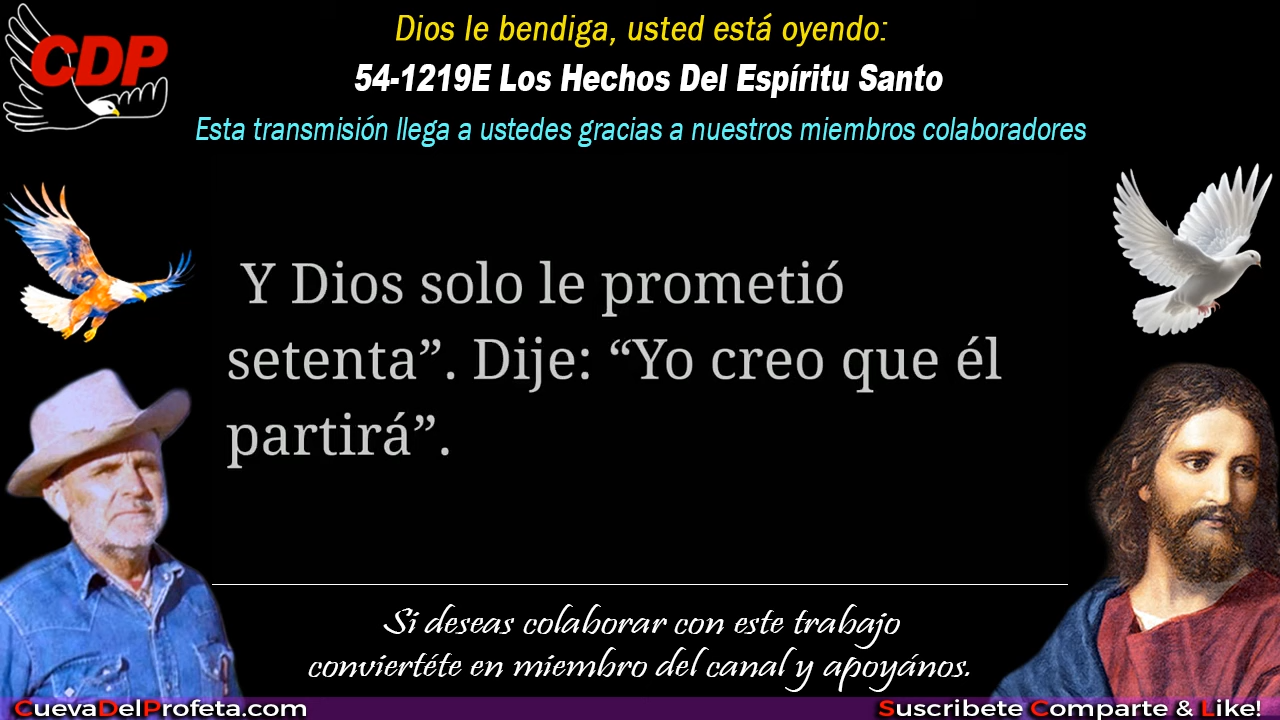 CDP
Dios le bendiga, usted está oyendo:
54-1219E Los Hechos Del Espíritu Santo
Esta transmisión llega a ustedes gracias a nuestros miembros colaboradores
Y Dios solo le prometió
setenta”. Dije: “Yo creo que él
partirá”.
Si deseas colaborar con este trabajo
conviertéte en miembro del canal y apoyános.
CuevaDelProfeta.com
Suscribete Comparte & Like!